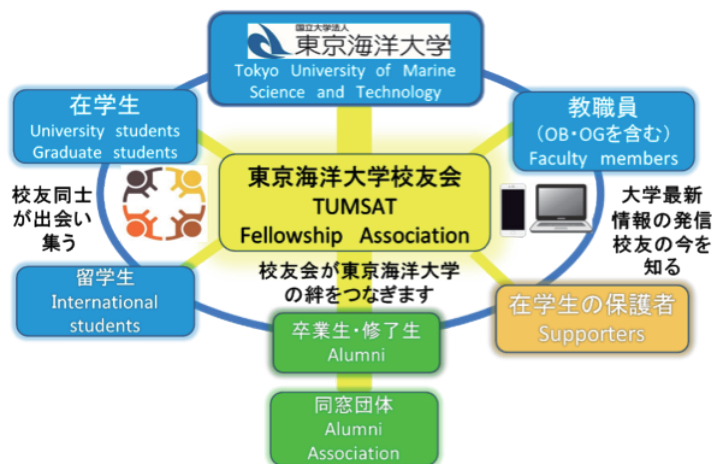 国立大学法人
東京海洋大学
Tokyo University of Marine
Science and Technology
在学生
University students
Graduate students
教職員
（OB・OGを含む）
Faculty members
東京海洋大学校友会
TUMSAT
Fellowship Association
校友同士
が出会い
集う
大学最新
情報の発信
校友の今を
知る
留学生
International
students
校友会が東京海洋大学
の絆をつなぎます
在学生の保護者
Supporters
卒業生・修了生
Alumni
同窓団体
Alumni
Association